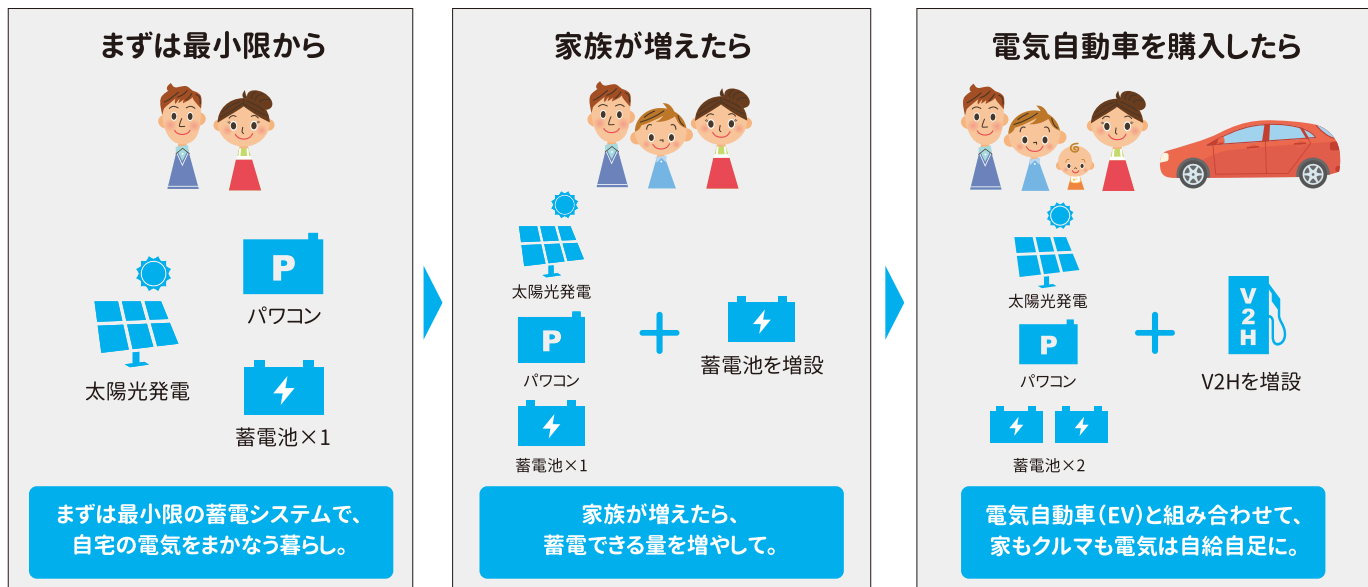 まずは最小限から
P
パワコン
太陽光発電
蓄電池×1
まずは最小限の蓄電システムで、
自宅の電気をまかなう暮らし。
家族が増えたら
太陽光発電
P
パワコン
蓄電池×1
蓄電池を増設
家族が増えたら、
蓄電できる量を増やして。
電気自動車を購入したら
太陽光発電
P
パワコン
蓄電池×2
V
2
H
V2Hを増設
電気自動車(EV)と組み合わせて、
家もクルマも電気は自給自足に。